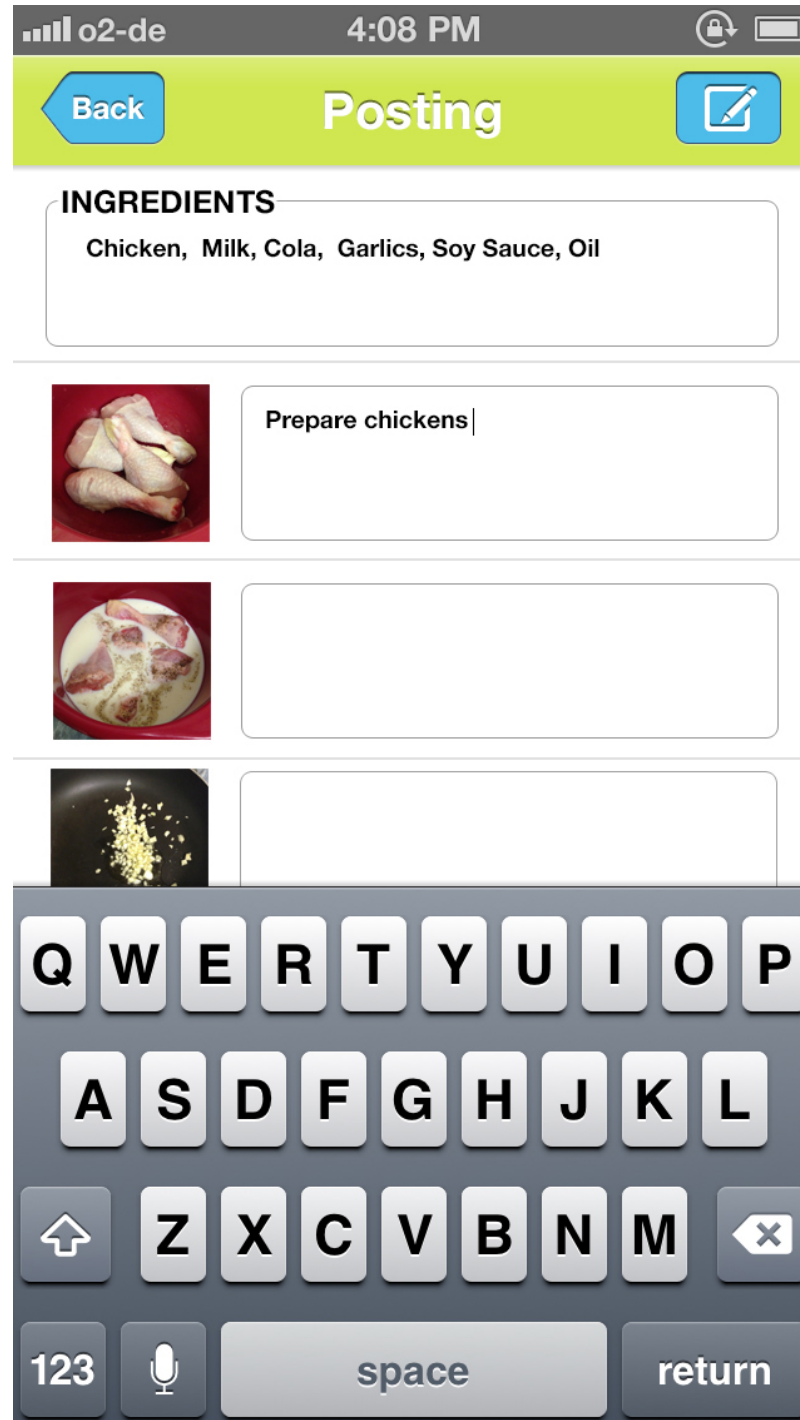 o2-de 4:08 PM
Back Posting
INGREDIENTS
Chicken, Milk, Cola, Garlics, Soy Sauce, Oil
Prepare chickens
Q W E R T Y U I O P
A S D F G H J K L
Z X C V B N M
123 space return